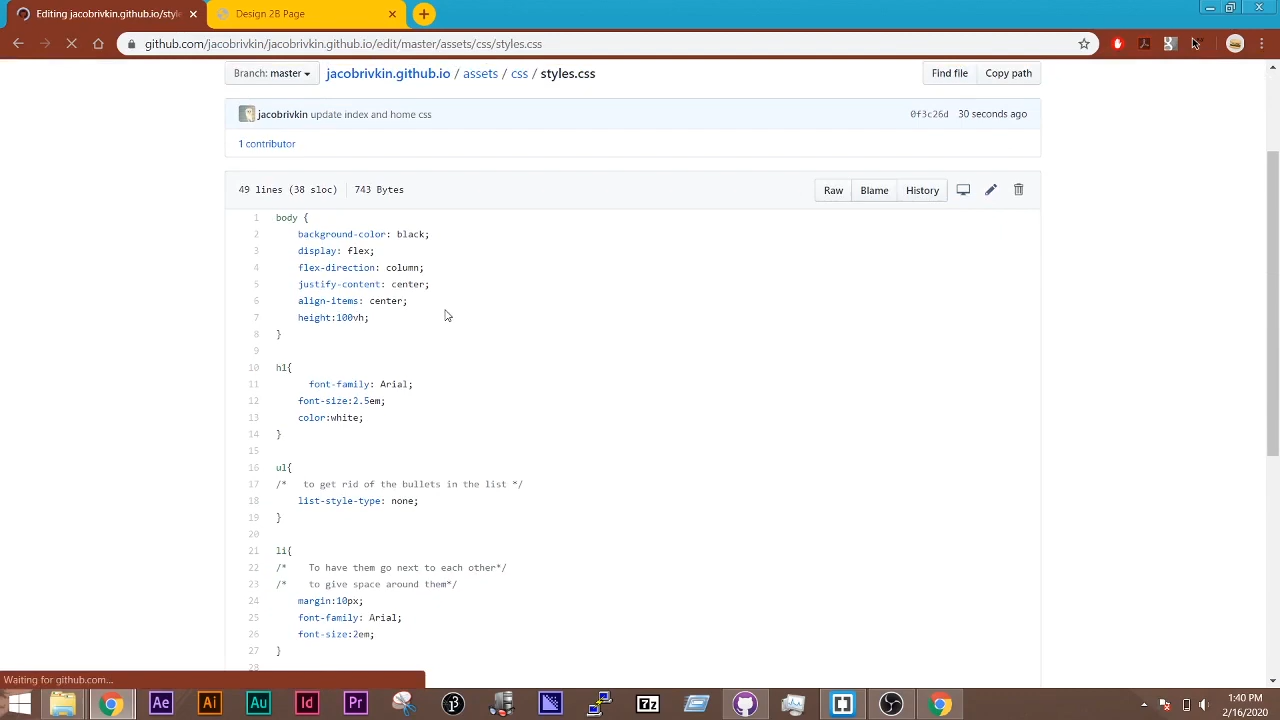 Editing jacobrivkin.github.io/style
Design 2B Page
github.com/jacobrivkin/jacobrivkin.github.io/edit/master/assets/css/styles.css
Branch: master
jacobrivkin.github.io / assets / css / styles.css
Find file
Copy path
jacobrivkin update index and home css
0f3c26d 30 seconds ago
1 contributor
49 lines (38 sloc) 743 Bytes
Raw
Blame
History
1 body {
2 background-color: black;
3 display: flex;
4 flex-direction: column;
5 justify-content: center;
6 align-items: center;
7 height:100vh;
8 }
9
10 h1{
11 font-family: Arial;
12 font-size:2.5em;
13 color:white;
14 }
15
16 ul{
17 /* to get rid of the bullets in the list */
18 list-style-type: none;
19 }
20
21 li{
22 /* To have them go next to each other*/
23 /* to give space around them*/
24 margin:10px;
25 font-family: Arial;
26 font-size:2em;
27 }
28
Waiting for github.com...
Ae
Ai
Au
Id
Pr
7z
1:40 PM
2/16/2020